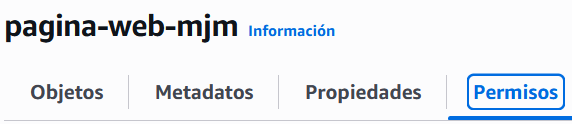 pagina-web-mjm Información
Objetos Metadatos Propiedades Permisos